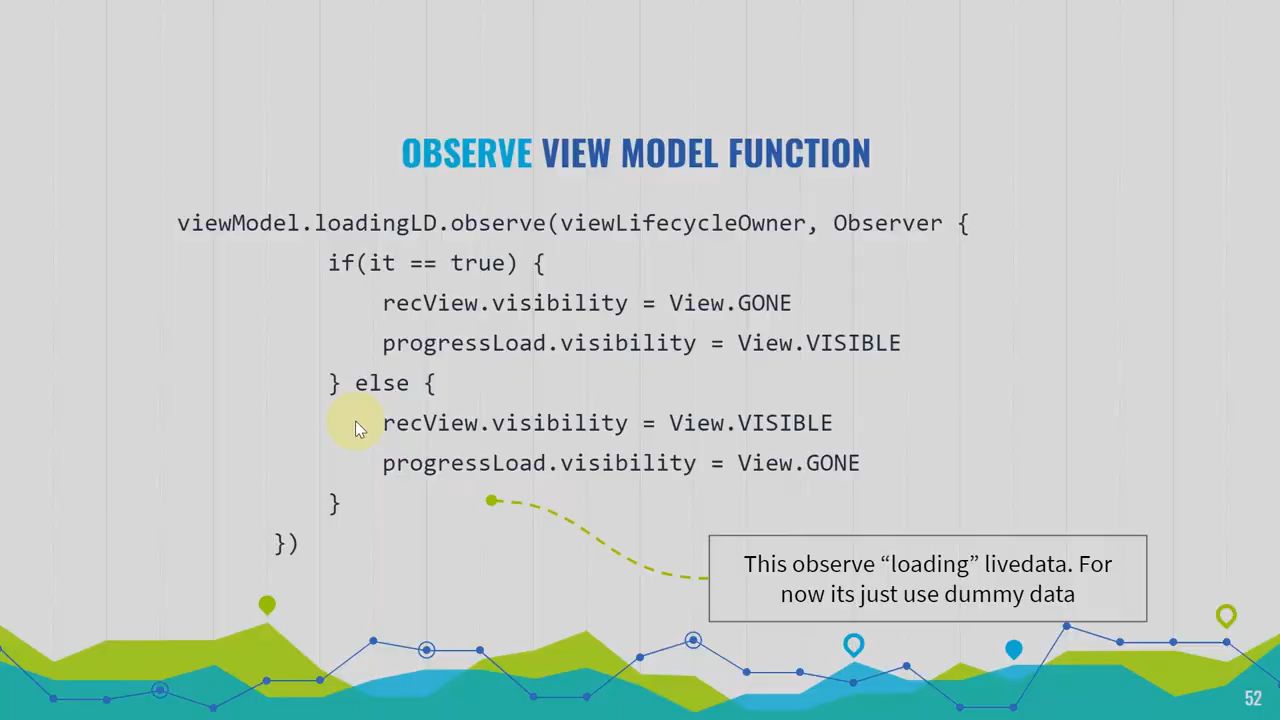 OBSERVE VIEW MODEL FUNCTION
viewModel.loadingLD.observe(viewLifecycleOwner, Observer {
if(it == true) {
recView.visibility = View.GONE
progressLoad.visibility = View.VISIBLE
} else {
recView.visibility = View.VISIBLE
progressLoad.visibility = View.GONE
}
})
This observe “loading” livedata. For
now its just use dummy data
52